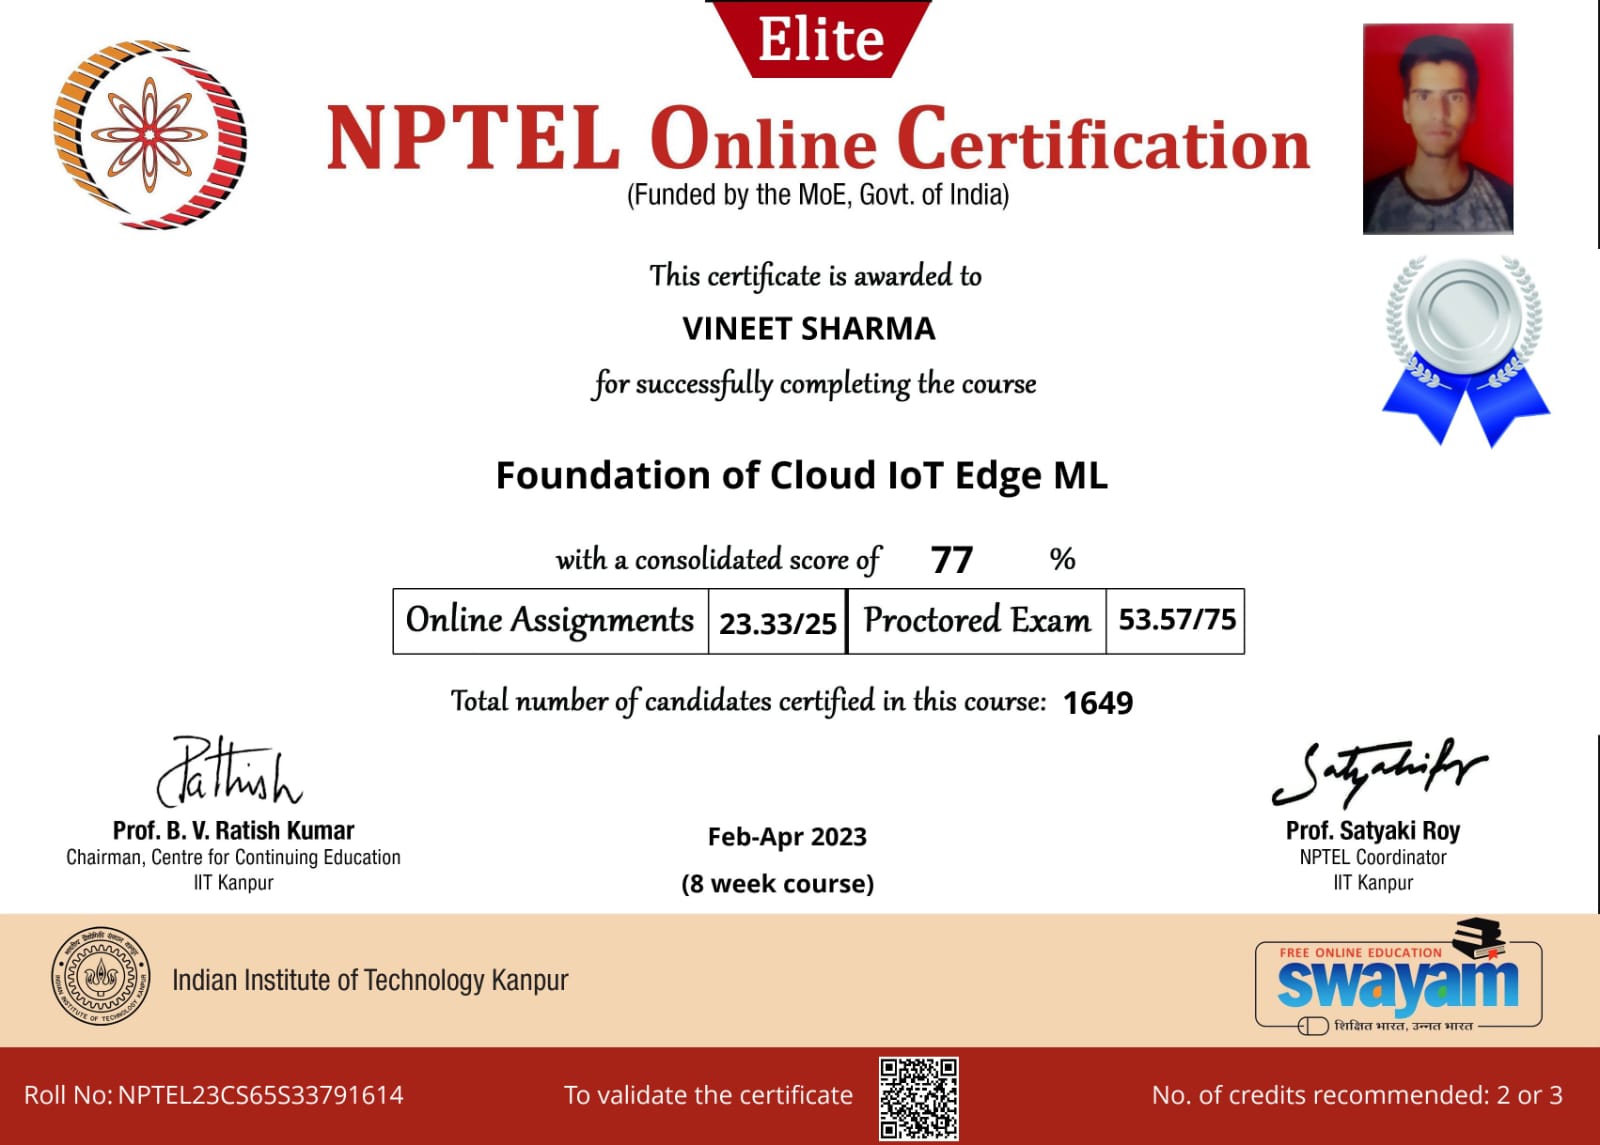 Elite
NPTEL Online Certification
(Funded by the MoE, Govt. of India)
This certificate is awarded to
VINEET SHARMA
for successfully completing the course
Foundation of Cloud IoT Edge ML
with a consolidated score of 77 %
Online Assignments 23.33/25 Proctored Exam 53.57/75
Total number of candidates certified in this course: 1649
Prof. B. V. Ratish Kumar
Chairman, Centre for Continuing Education
IIT Kanpur
Feb-Apr 2023
(8 week course)
Prof. Satyaki Roy
NPTEL Coordinator
IIT Kanpur
INDIAN INSTITUTE OF TECHNOLOGY KANPUR
Indian Institute of Technology Kanpur
FREE ONLINE EDUCATION
swayam
शिक्षित भारत, उन्नत भारत
Roll No: NPTEL23CS65S33791614
To validate the certificate
No. of credits recommended: 2 or 3